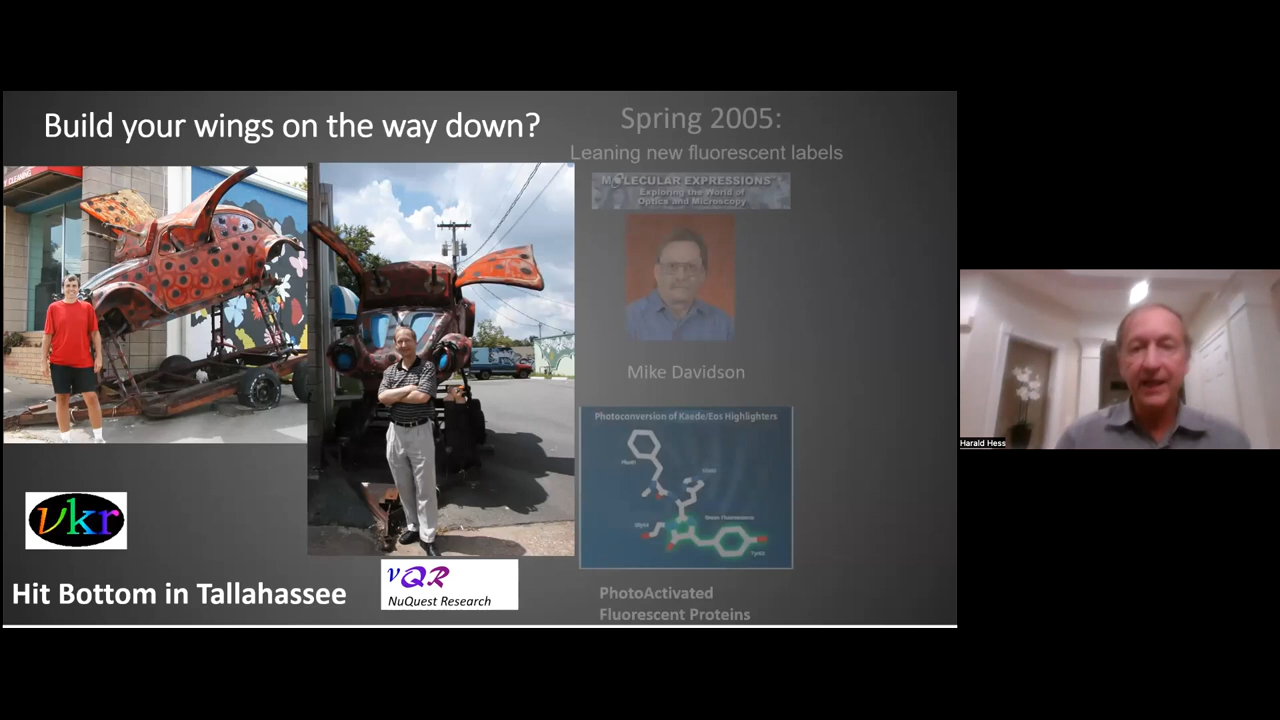 Build your wings on the way down?
Spring 2005:
Leaning new fluorescent labels
MOLECULAR EXPRESSIONS
Exploring the World of
Optics and Microscopy
CLEANING
Mike Davidson
Photoconversion of Kaede/Eos Highlighters
νkr
Hit Bottom in Tallahassee
νQR
NuQuest Research
PhotoActivated
Fluorescent Proteins
Harald Hess